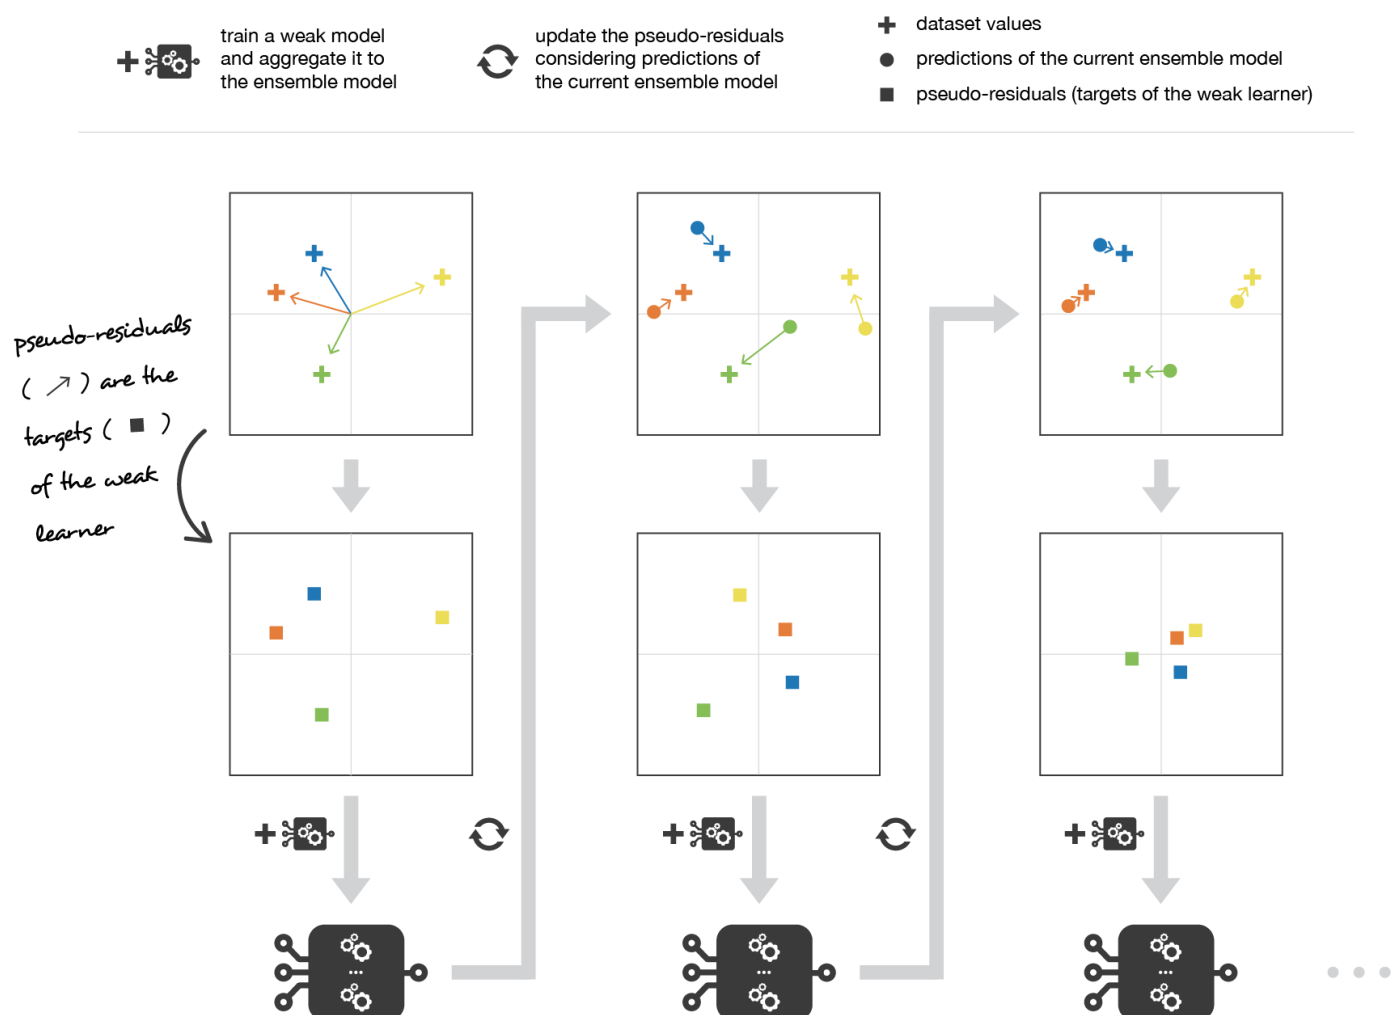 train a weak model
and aggregate it to
the ensemble model
update the pseudo-residuals
considering predictions of
the current ensemble model
dataset values
predictions of the current ensemble model
pseudo-residuals (targets of the weak learner)
pseudo-residuals
( ↗ ) are the
targets ( ■ )
of the weak
learner